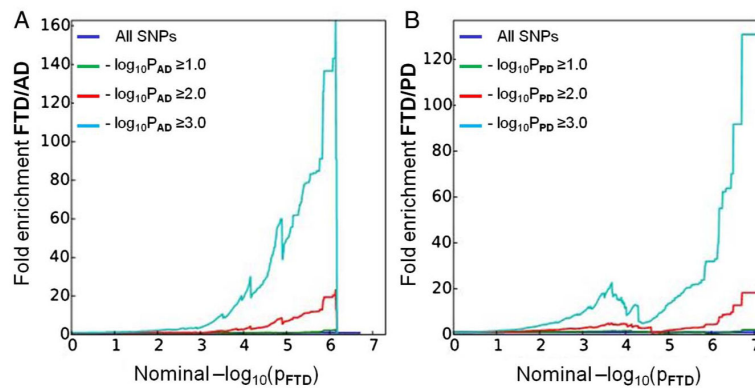 A
Fold enrichment FTD/AD
160
140
120
100
80
60
40
20
0
All SNPs
- log10PAD ≥1.0
- log10PAD ≥2.0
- log10PAD ≥3.0
0 1 2 3 4 5 6 7
Nominal –log10(pFTD)
B
Fold enrichment FTD/PD
120
100
80
60
40
20
0
All SNPs
- log10PPD ≥1.0
- log10PPD ≥2.0
- log10PPD ≥3.0
0 1 2 3 4 5 6 7
Nominal –log10(pFTD)